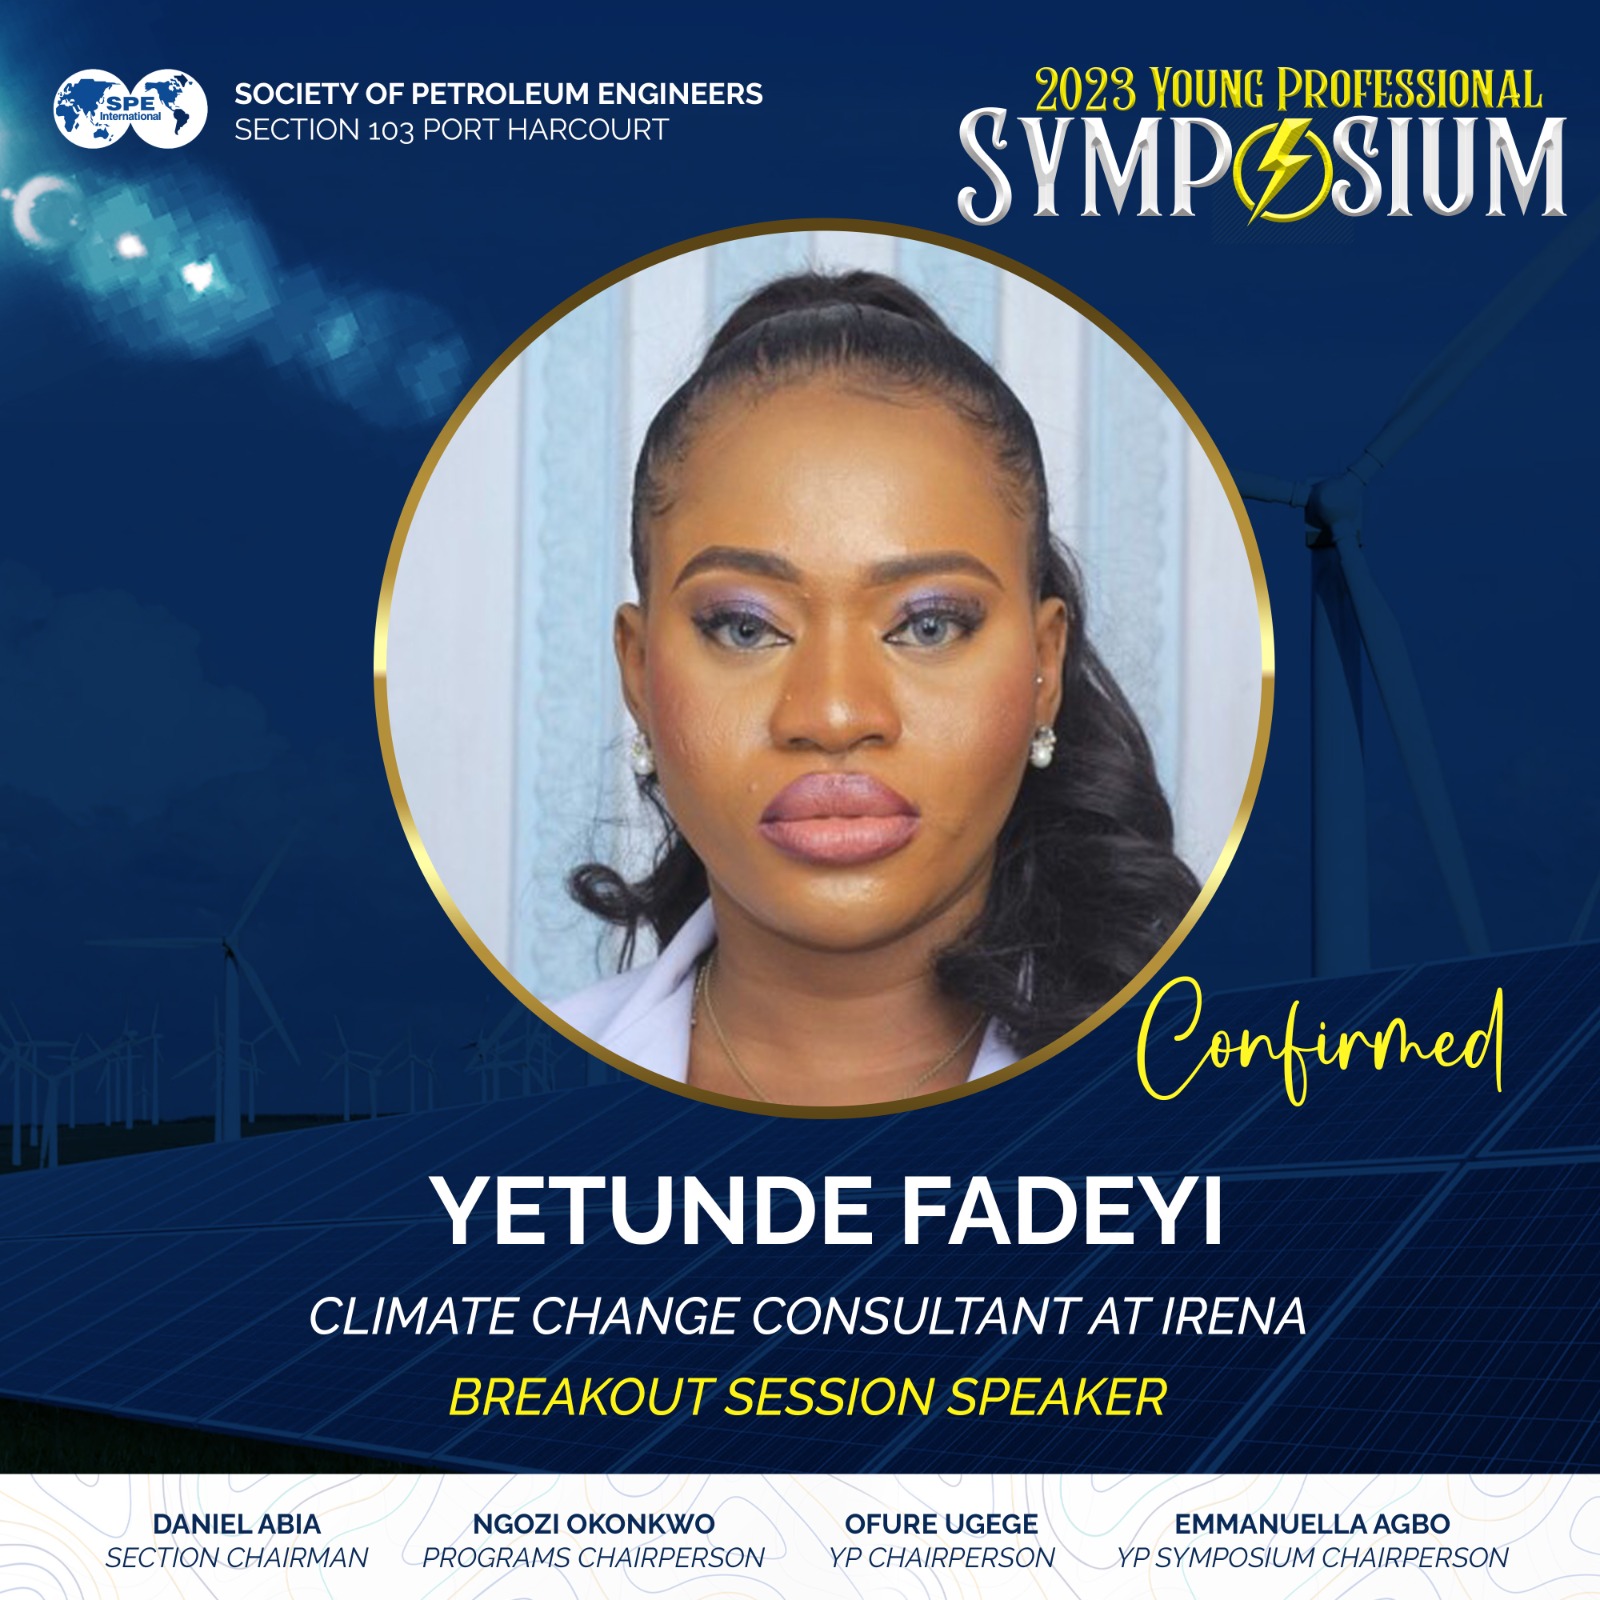 SPE
International
SOCIETY OF PETROLEUM ENGINEERS
SECTION 103 PORT HARCOURT
2023 YOUNG PROFESSIONAL
SYMPOSIUM
Confirmed
YETUNDE FADEYI
CLIMATE CHANGE CONSULTANT AT IRENA
BREAKOUT SESSION SPEAKER
DANIEL ABIA
SECTION CHAIRMAN
NGOZI OKONKWO
PROGRAMS CHAIRPERSON
OFURE UGEGE
YP CHAIRPERSON
EMMANUELLA AGBO
YP SYMPOSIUM CHAIRPERSON